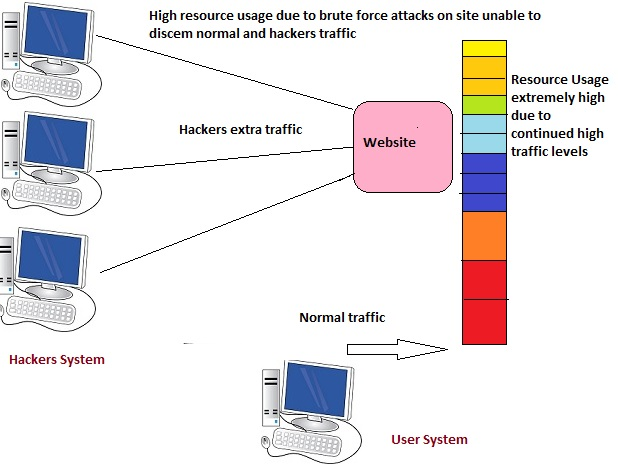 High resource usage due to brute force attacks on site unable to
discem normal and hackers traffic
Resource Usage
extremely high
due to
continued high
traffic levels
Hackers extra traffic
Website
Normal traffic
Hackers System
User System